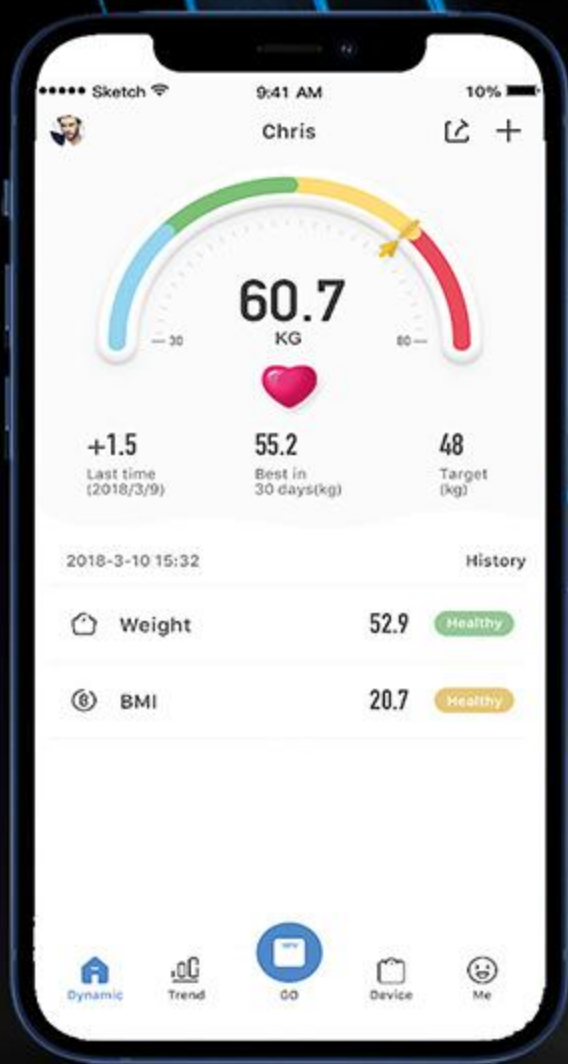 Sketch
9:41 AM
10%
Chris
60.7
KG
30
80
+1.5
55.2
48
Last time
(2018/3/9)
Best in
30 days(kg)
Target
(kg)
2018-3-10 15:32
History
Weight
52.9
Healthy
BMI
20.7
Healthy
Dynamic
Trend
GO
Device
Me